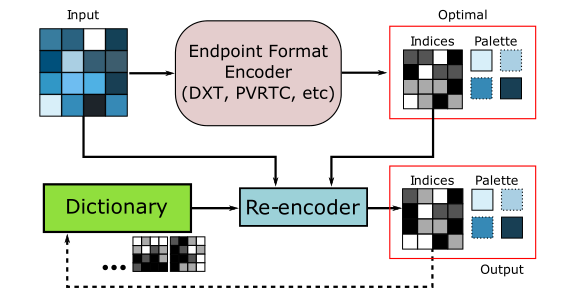 Input
Optimal
Endpoint Format
Encoder
(DXT, PVRTC, etc)
Indices Palette
Dictionary
Re-encoder
Indices Palette
Output